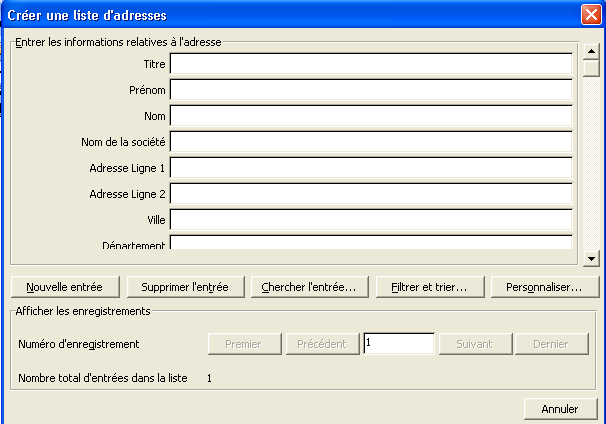 Créer une liste d'adresses
Entrer les informations relatives à l'adresse
Titre
Prénom
Nom
Nom de la société
Adresse Ligne 1
Adresse Ligne 2
Ville
Département
Nouvelle entrée Supprimer l'entrée Chercher l'entrée... Filtrer et trier... Personnaliser...
Afficher les enregistrements
Numéro d'enregistrement Premier Précédent 1 Suivant Dernier
Nombre total d'entrées dans la liste 1
Annuler